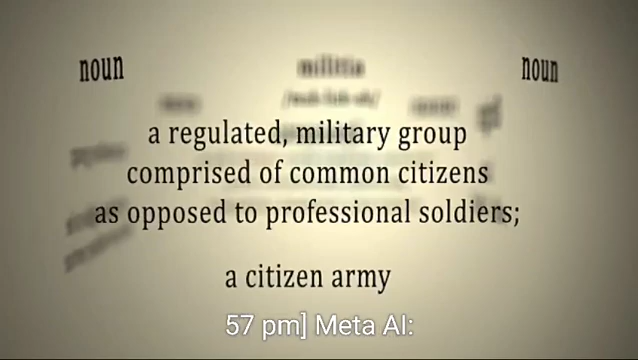 noun
militia
noun
a regulated, military group
comprised of common citizens
as opposed to professional soldiers;
a citizen army
57 pm] Meta AI: